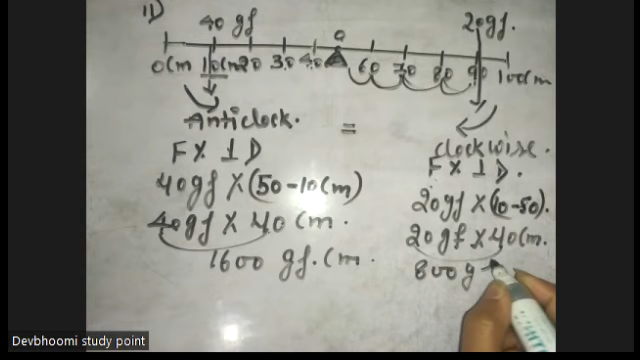 11)
40 gf
20gf.
0
0cm 10cm 20 30 40 60 70 80 90 100cm
Anticlock. = clockwise.
F X ⊥ D
F X ⊥ D.
40gf X (50-10cm)
20gf X (90-50).
40gf X 40cm.
20gf X 40cm.
1600 gf.cm.
800g
Devbhoomi study point